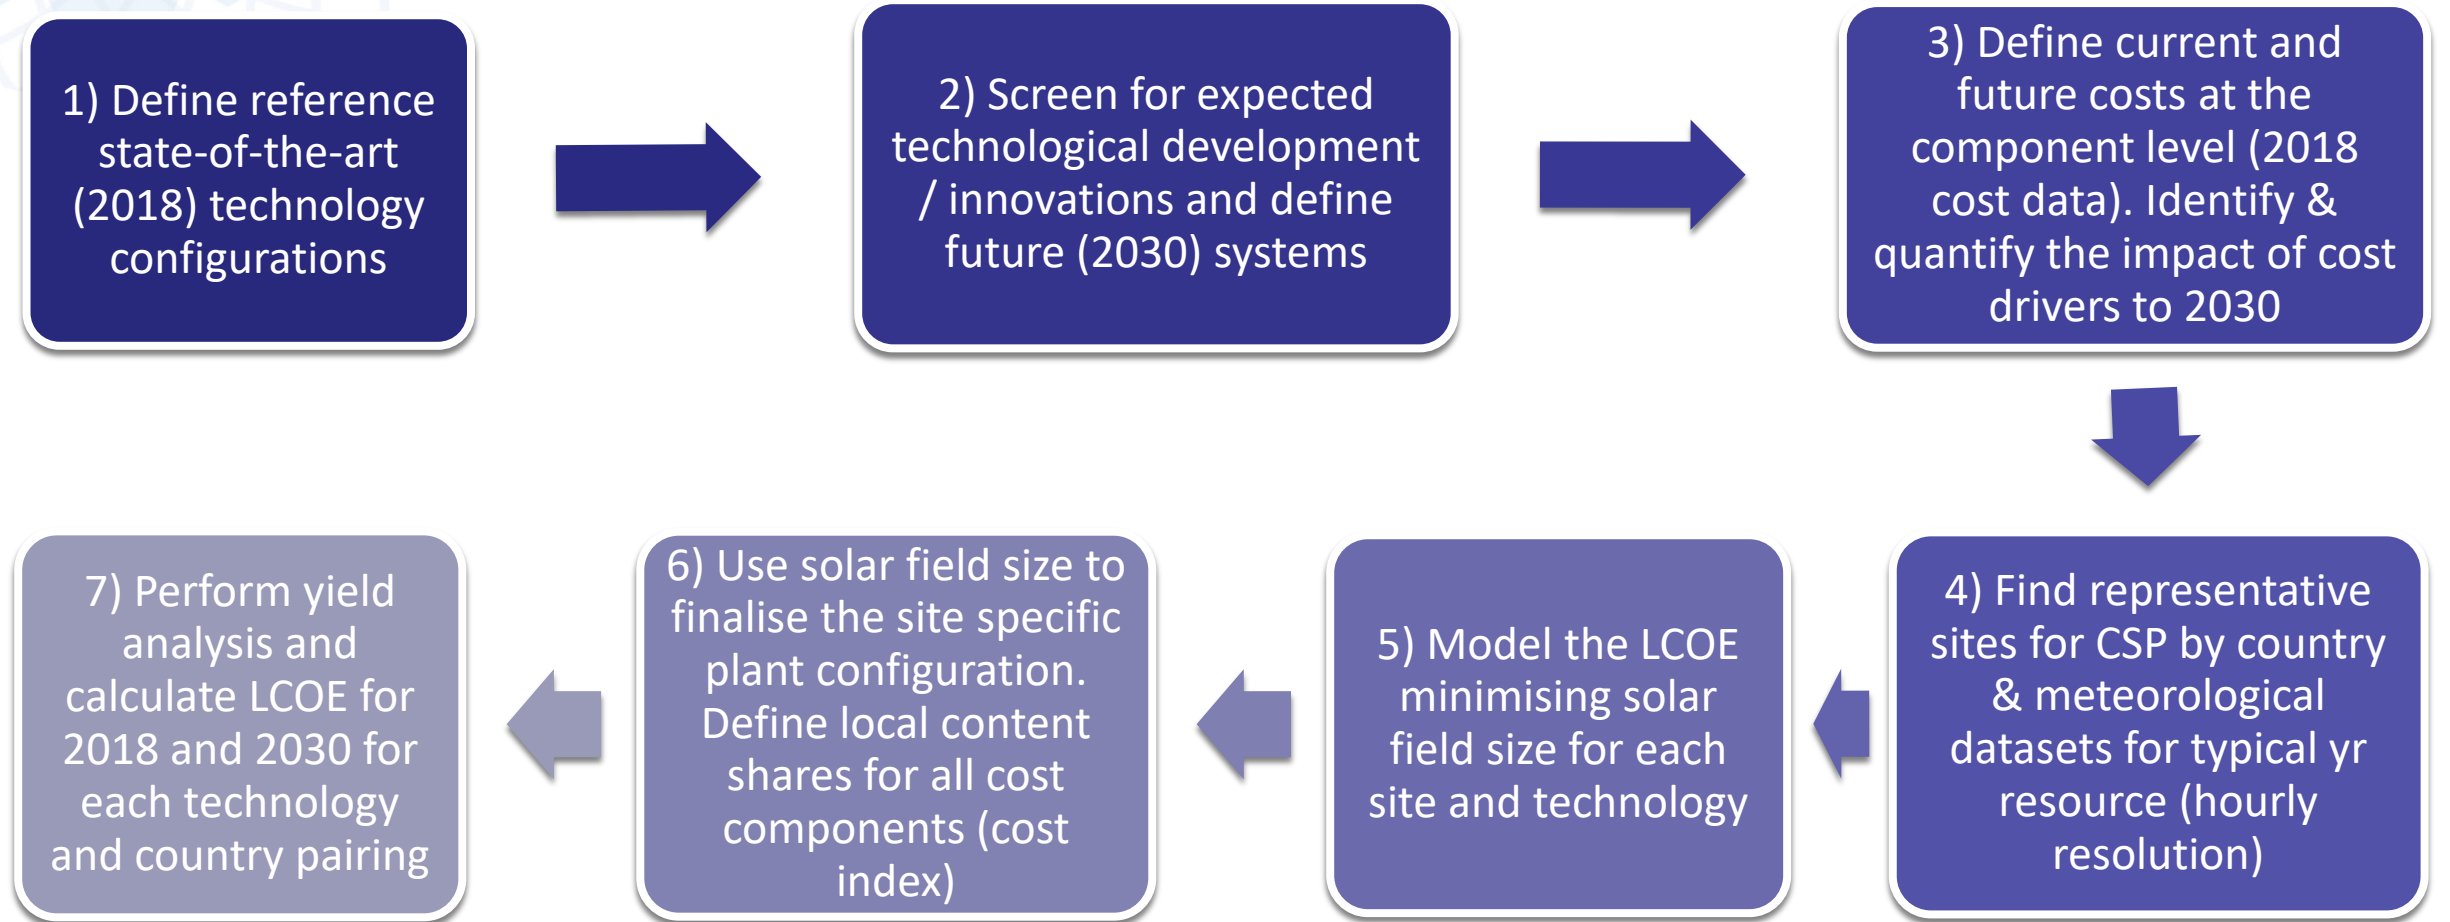 1) Define reference
state-of-the-art
(2018) technology
configurations
2) Screen for expected
technological development
/ innovations and define
future (2030) systems
3) Define current and
future costs at the
component level (2018
cost data). Identify &
quantify the impact of cost
drivers to 2030
4) Find representative
sites for CSP by country
& meteorological
datasets for typical yr
resource (hourly
resolution)
5) Model the LCOE
minimising solar
field size for each
site and technology
6) Use solar field size to
finalise the site specific
plant configuration.
Define local content
shares for all cost
components (cost
index)
7) Perform yield
analysis and
calculate LCOE for
2018 and 2030 for
each technology
and country pairing